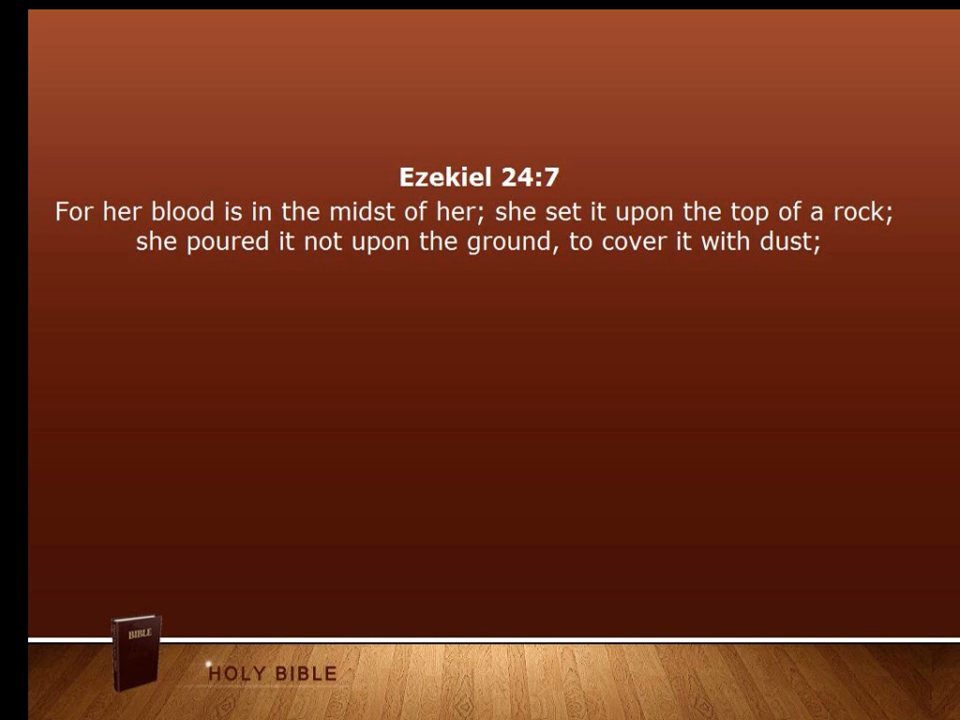 Ezekiel 24:7
For her blood is in the midst of her; she set it upon the top of a rock;
she poured it not upon the ground, to cover it with dust;
BIBLE
HOLY BIBLE